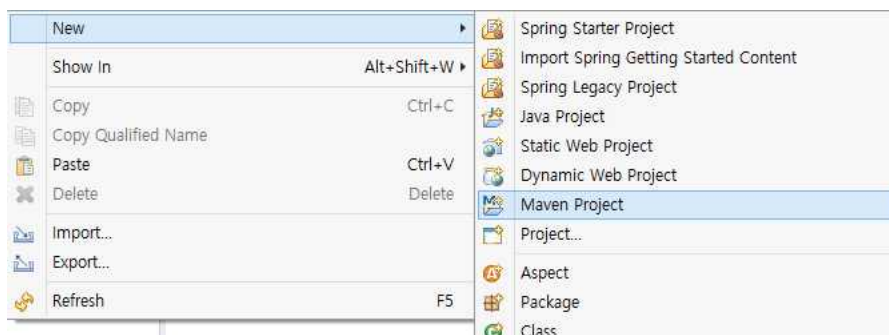 New
Show In Alt+Shift+W
Copy Ctrl+C
Copy Qualified Name
Paste Ctrl+V
Delete Delete
Import...
Export...
Refresh F5
Spring Starter Project
Import Spring Getting Started Content
Spring Legacy Project
Java Project
Static Web Project
Dynamic Web Project
Maven Project
Project...
Aspect
Package
Class